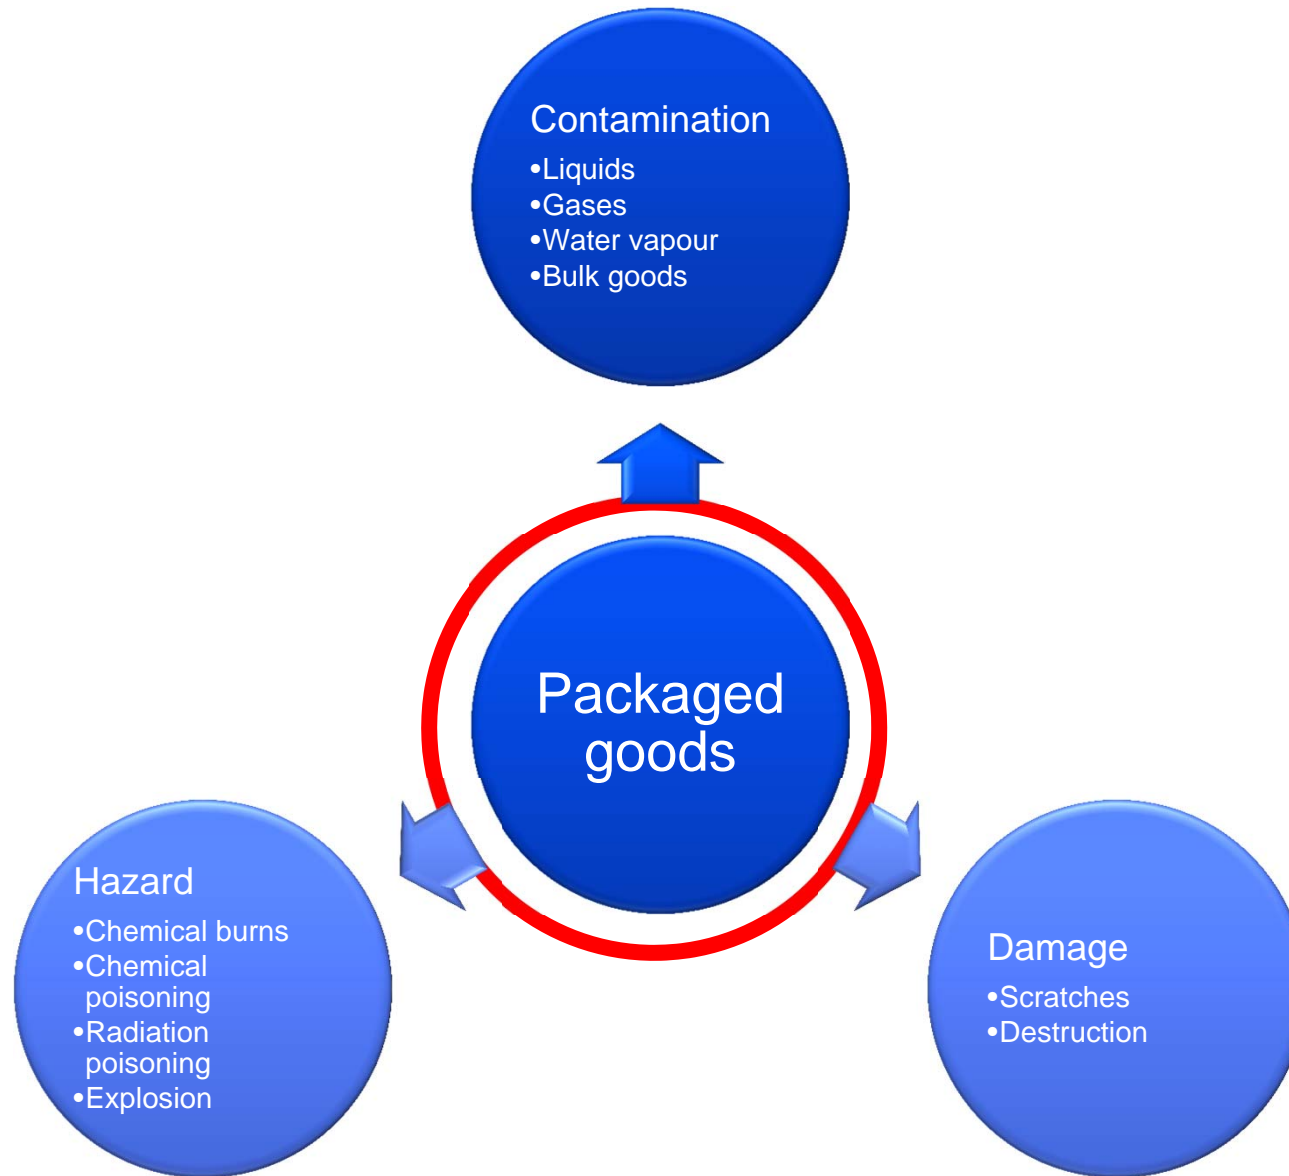 Contamination
•Liquids
•Gases
•Water vapour
•Bulk goods
Packaged
goods
Hazard
•Chemical burns
•Chemical
poisoning
•Radiation
poisoning
•Explosion
Damage
•Scratches
•Destruction